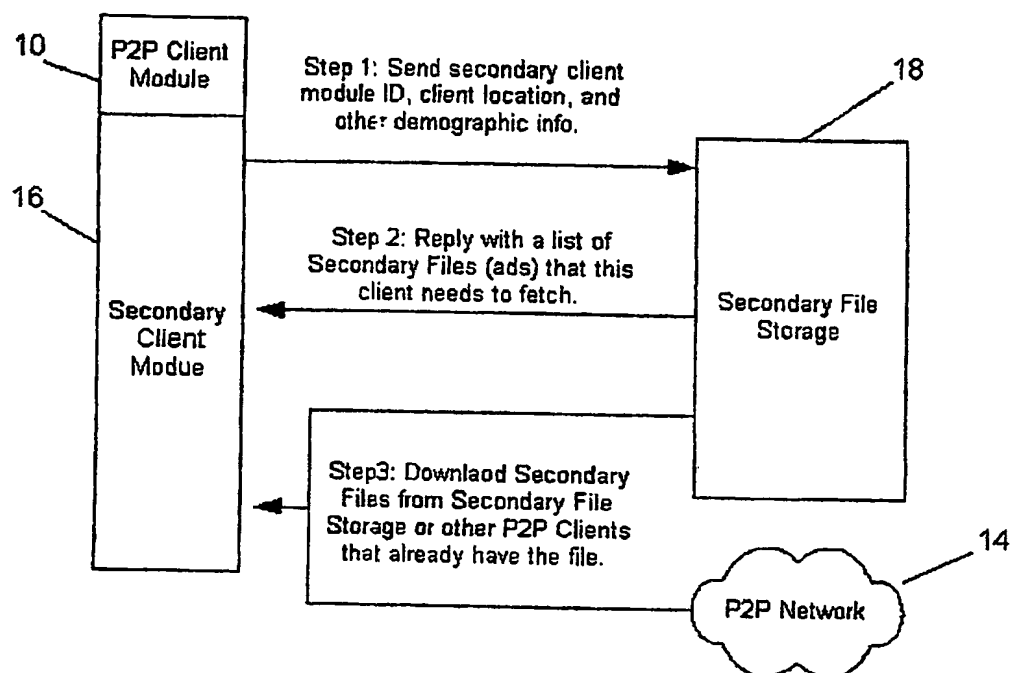 10
P2P Client
Module
Step 1: Send secondary client
module ID, client location, and
other demographic info.
18
16
Step 2: Reply with a list of
Secondary Files (ads) that this
client needs to fetch.
Secondary
Client
Modue
Secondary File
Storage
Step3: Downlaod Secondary
Files from Secondary File
Storage or other P2P Clients
that already have the file.
14
P2P Network